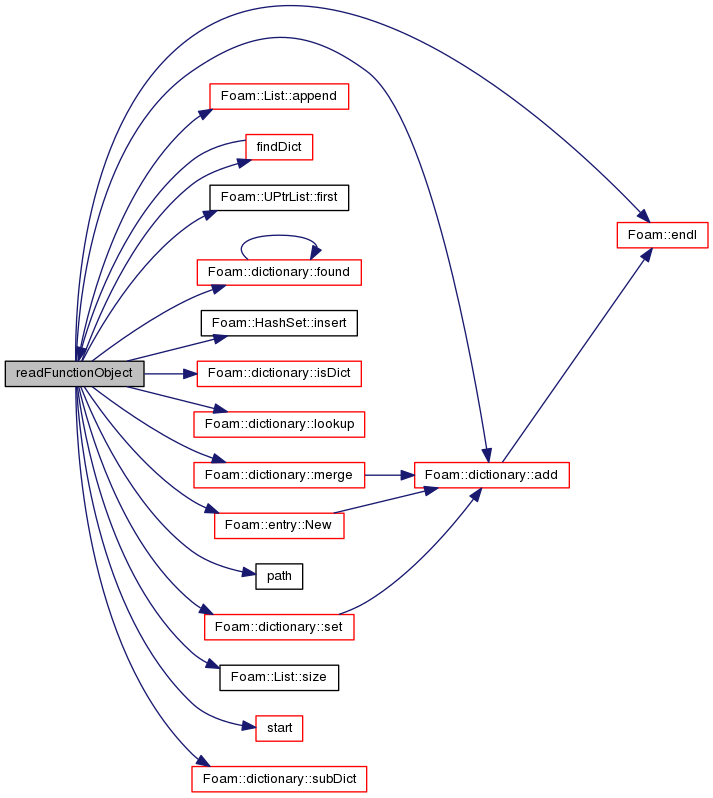 Foam::List::append
findDict
Foam::UPtrList::first
Foam::endl
Foam::dictionary::found
Foam::HashSet::insert
readFunctionObject
Foam::dictionary::isDict
Foam::dictionary::lookup
Foam::dictionary::merge
Foam::dictionary::add
Foam::entry::New
path
Foam::dictionary::set
Foam::List::size
start
Foam::dictionary::subDict